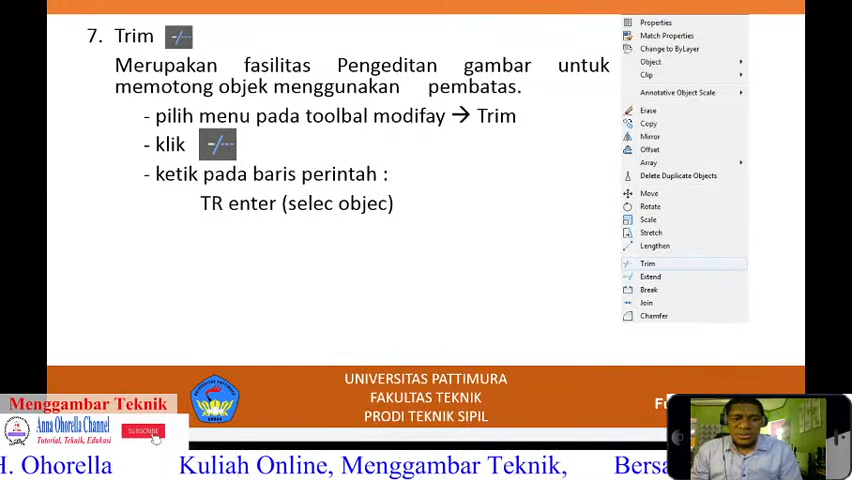 7. Trim
Merupakan fasilitas Pengeditan gambar untuk
memotong objek menggunakan pembatas.
- pilih menu pada toolbal modifay → Trim
- klik
- ketik pada baris perintah :
TR enter (selec objec)
Properties
Match Properties
Change to ByLayer
Object
Clip
Annotative Object Scale
Erase
Copy
Mirror
Offset
Array
Delete Duplicate Objects
Move
Rotate
Scale
Stretch
Lengthen
Trim
Extend
Break
Join
Chamfer
UNIVERSITAS PATTIMURA
FAKULTAS TEKNIK
PRODI TEKNIK SIPIL
Menggambar Teknik
Anna Ohorella Channel
Tutorial, Teknik, Edukasi
SUBSCRIBE
H. Ohorella Kuliah Online, Menggambar Teknik, Bersa